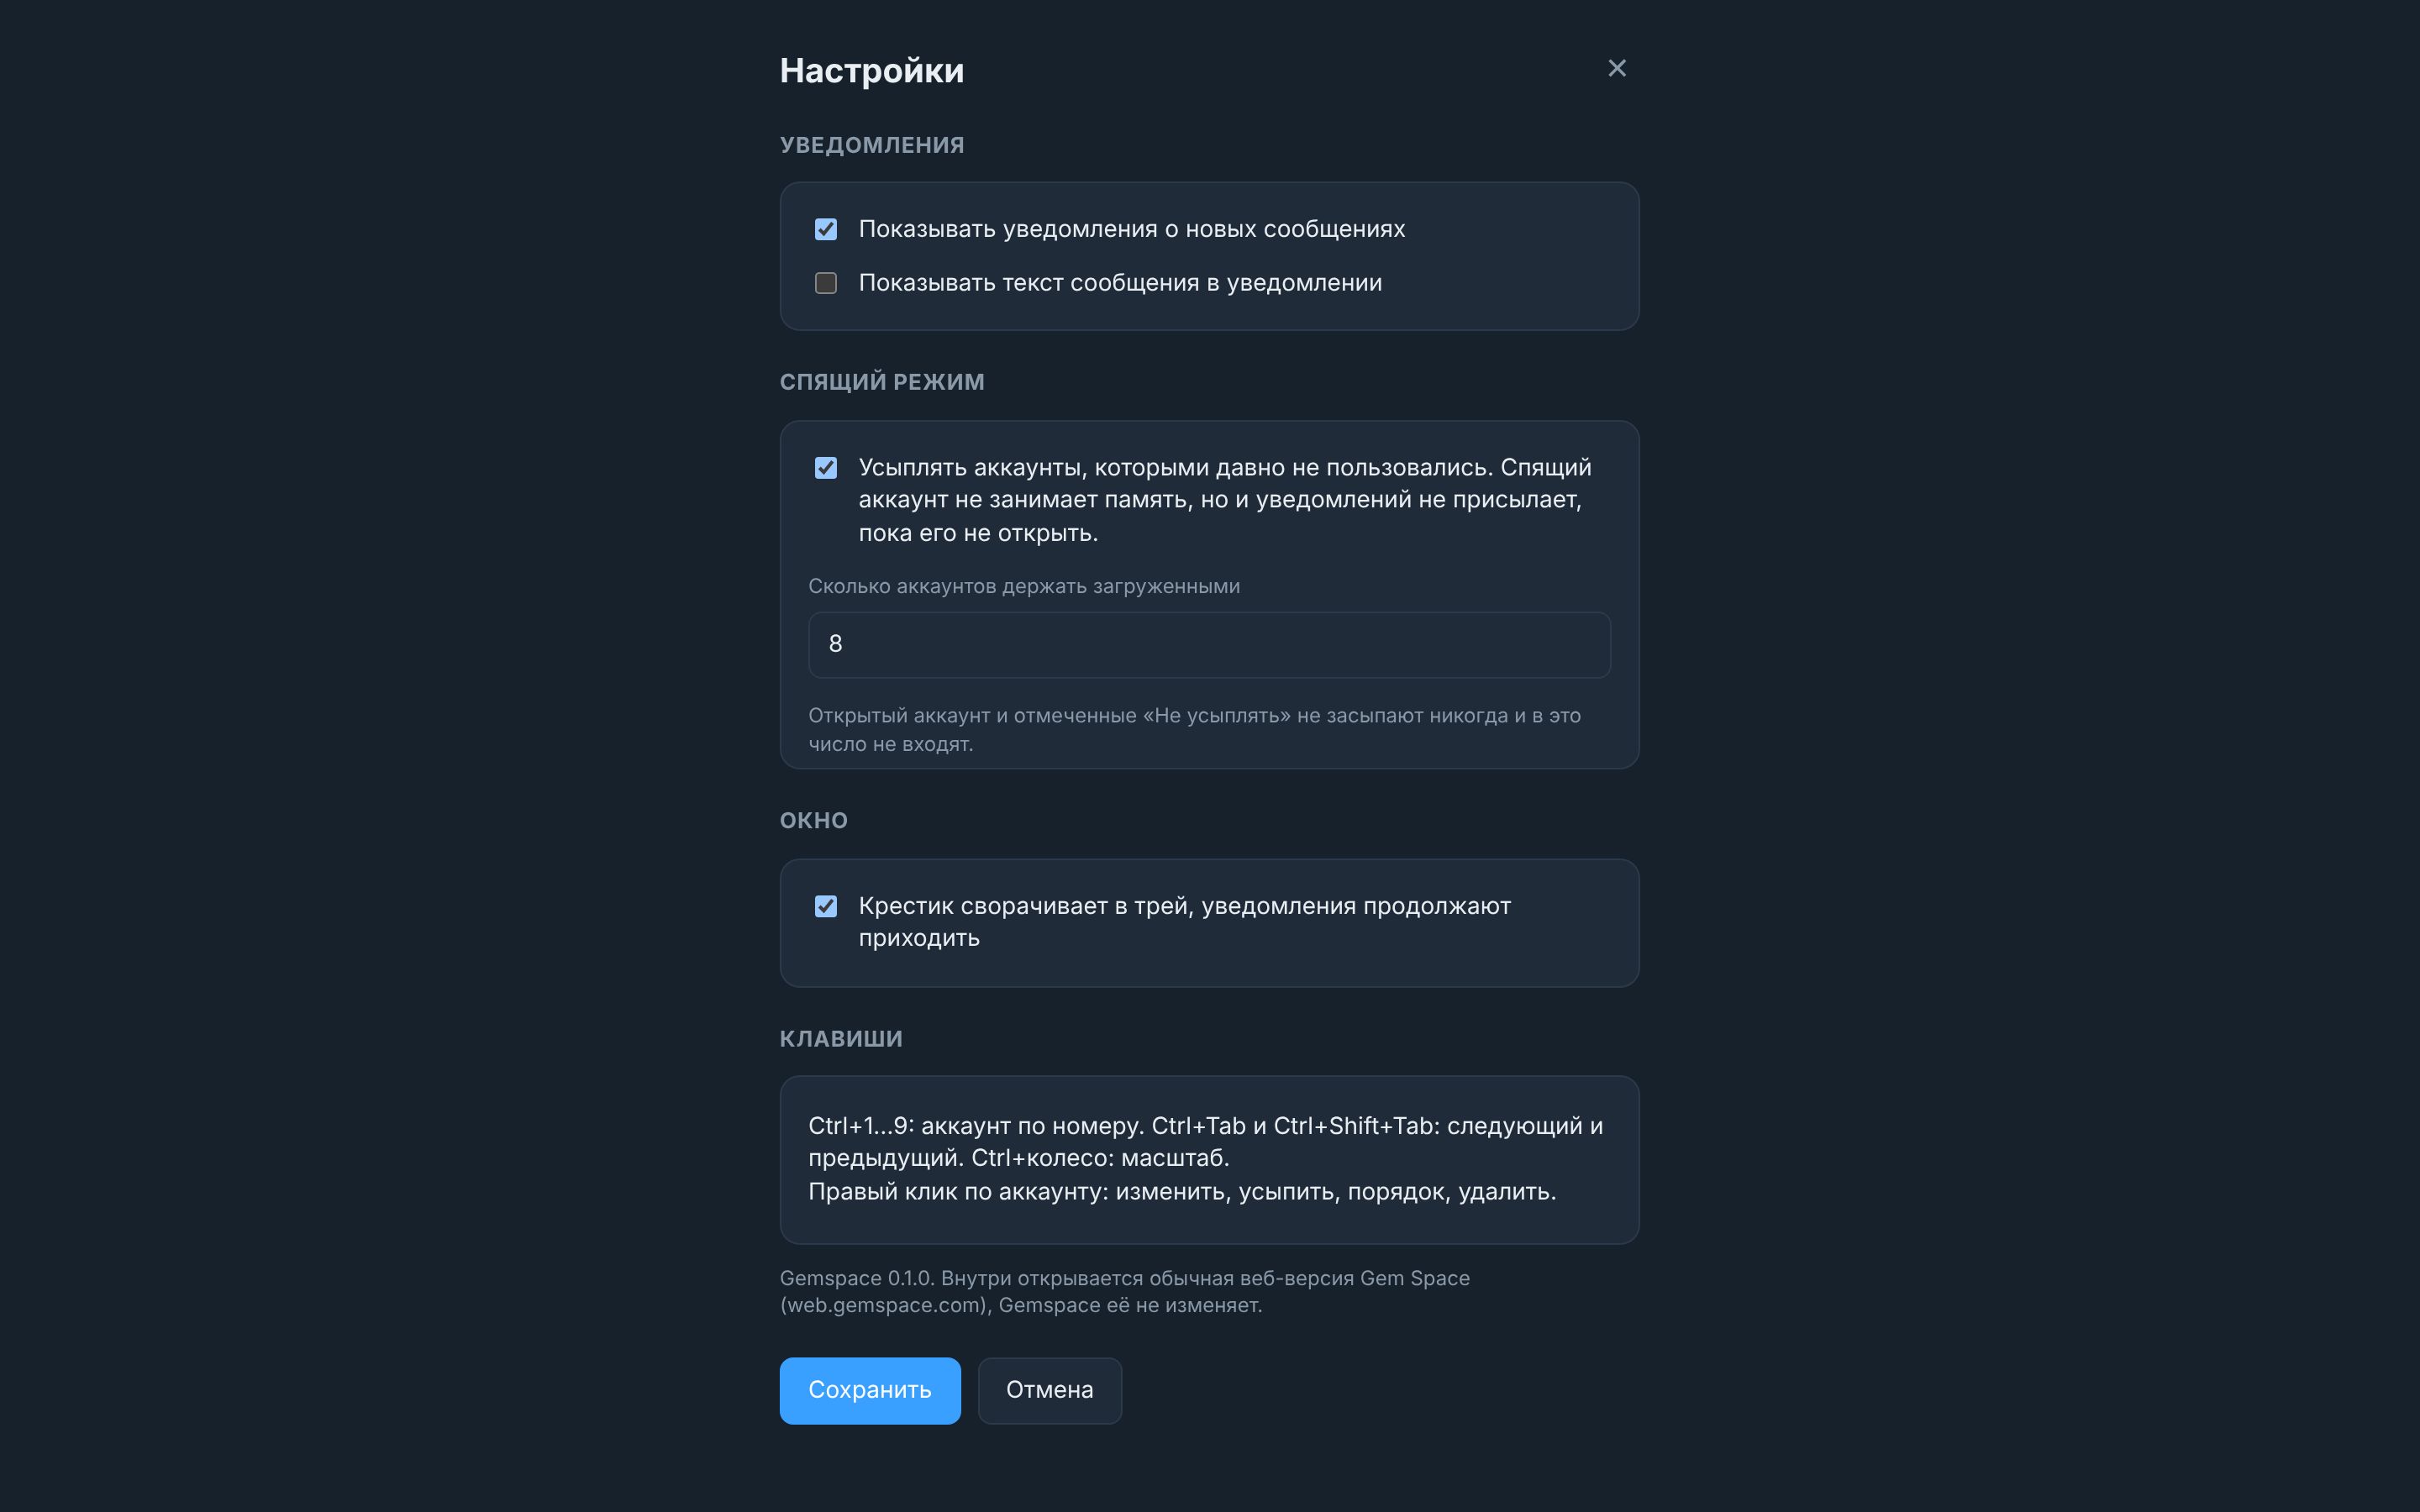 Настройки
УВЕДОМЛЕНИЯ
Показывать уведомления о новых сообщениях
Показывать текст сообщения в уведомлении
СПЯЩИЙ РЕЖИМ
Усыплять аккаунты, которыми давно не пользовались. Спящий
аккаунт не занимает память, но и уведомлений не присылает,
пока его не открыть.
Сколько аккаунтов держать загруженными
8
Открытый аккаунт и отмеченные «Не усыплять» не засыпают никогда и в это
число не входят.
ОКНО
Крестик сворачивает в трей, уведомления продолжают
приходить
КЛАВИШИ
Ctrl+1…9: аккаунт по номеру. Ctrl+Tab и Ctrl+Shift+Tab: следующий и
предыдущий. Ctrl+колесо: масштаб.
Правый клик по аккаунту: изменить, усыпить, порядок, удалить.
Gemspace 0.1.0. Внутри открывается обычная веб-версия Gem Space
(web.gemspace.com), Gemspace её не изменяет.
Сохранить
Отмена